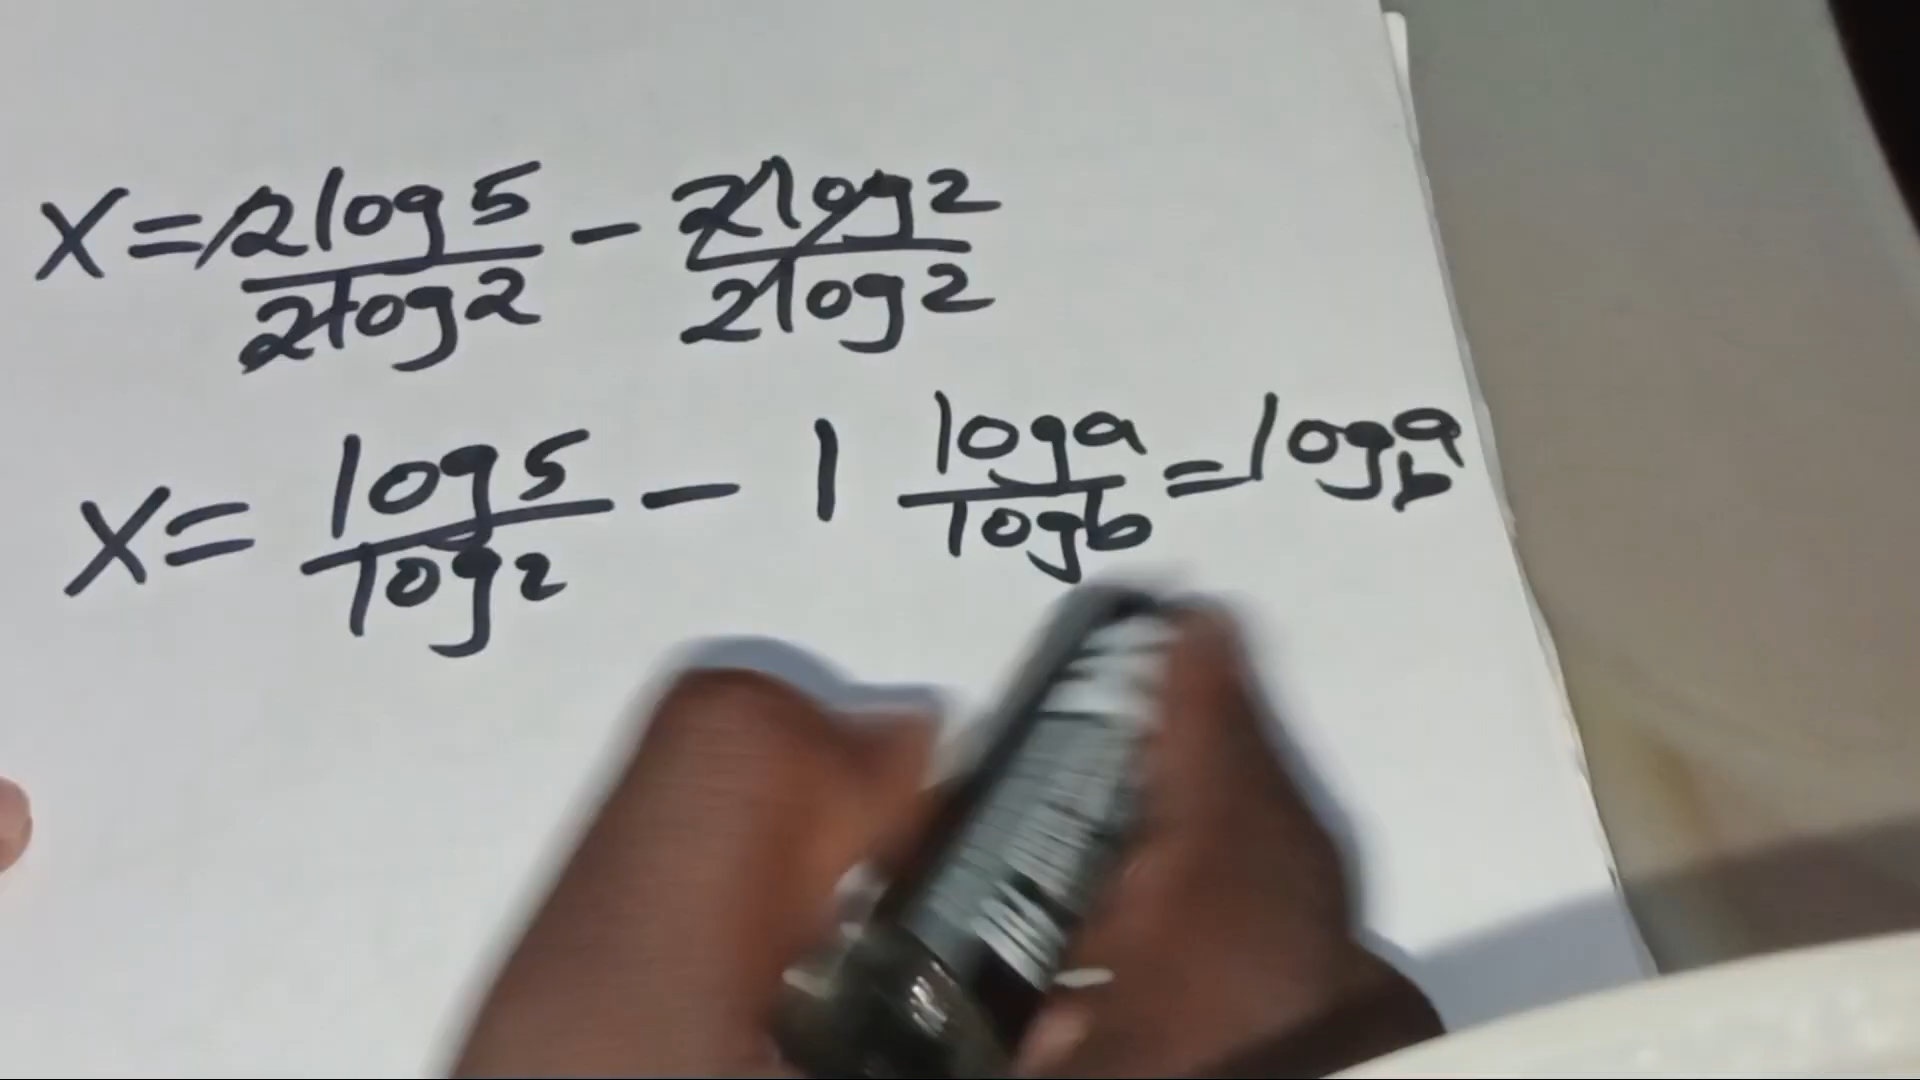 X = 2log5/2log2 - 2log2/2log2
X = log5/log2 - 1 loga/logb = log_b a